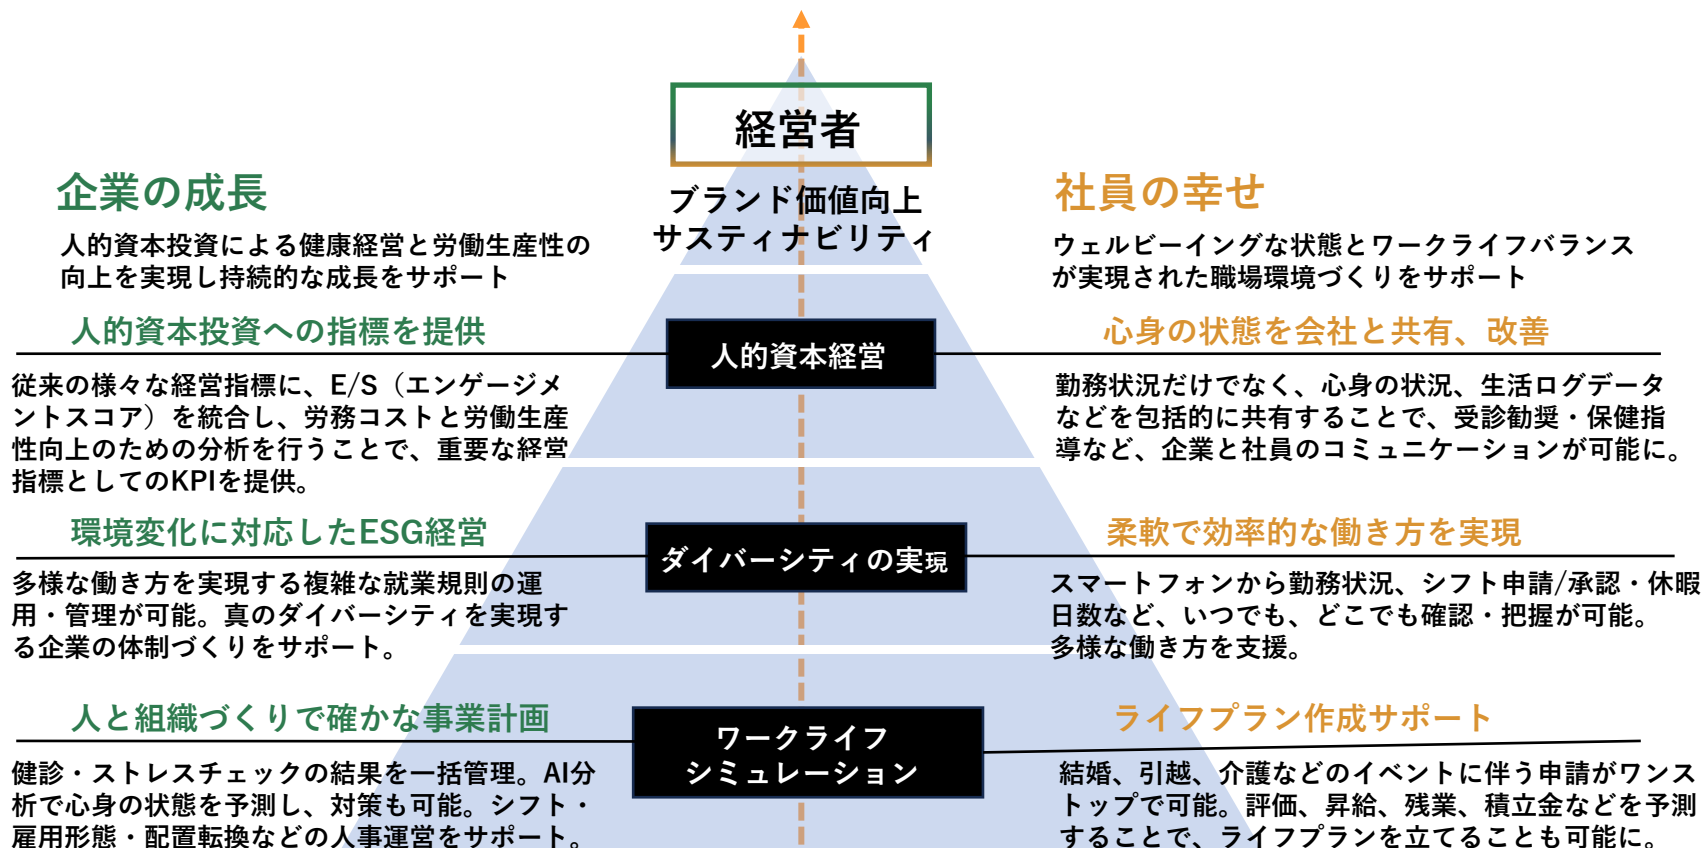 経営者
ブランド価値向上
サスティナビリティ
企業の成長
人的資本投資による健康経営と労働生産性の
向上を実現し持続的な成長をサポート
社員の幸せ
ウェルビーイングな状態とワークライフバランス
が実現された職場環境づくりをサポート
人的資本投資への指標を提供
人的資本経営
心身の状態を会社と共有、改善
従来の様々な経営指標に、E/S（エンゲージメ
ントスコア）を統合し、労務コストと労働生産
性向上のための分析を行うことで、重要な経営
指標としてのKPIを提供。
勤務状況だけでなく、心身の状況、生活ログデータ
などを包括的に共有することで、受診勧奨・保健指
導など、企業と社員のコミュニケーションが可能に。
環境変化に対応したESG経営
ダイバーシティの実現
柔軟で効率的な働き方を実現
多様な働き方を実現する複雑な就業規則の運
用・管理が可能。真のダイバーシティを実現す
る企業の体制づくりをサポート。
スマートフォンから勤務状況、シフト申請/承認・休暇
日数など、いつでも、どこでも確認・把握が可能。
多様な働き方を支援。
人と組織づくりで確かな事業計画
ワークライフ
シミュレーション
ライフプラン作成サポート
健診・ストレスチェックの結果を一括管理。AI分
析で心身の状態を予測し、対策も可能。シフト・
雇用形態・配置転換などの人事運営をサポート。
結婚、引越、介護などのイベントに伴う申請がワンス
トップで可能。評価、昇給、残業、積立金などを予測
することで、ライフプランを立てることも可能に。